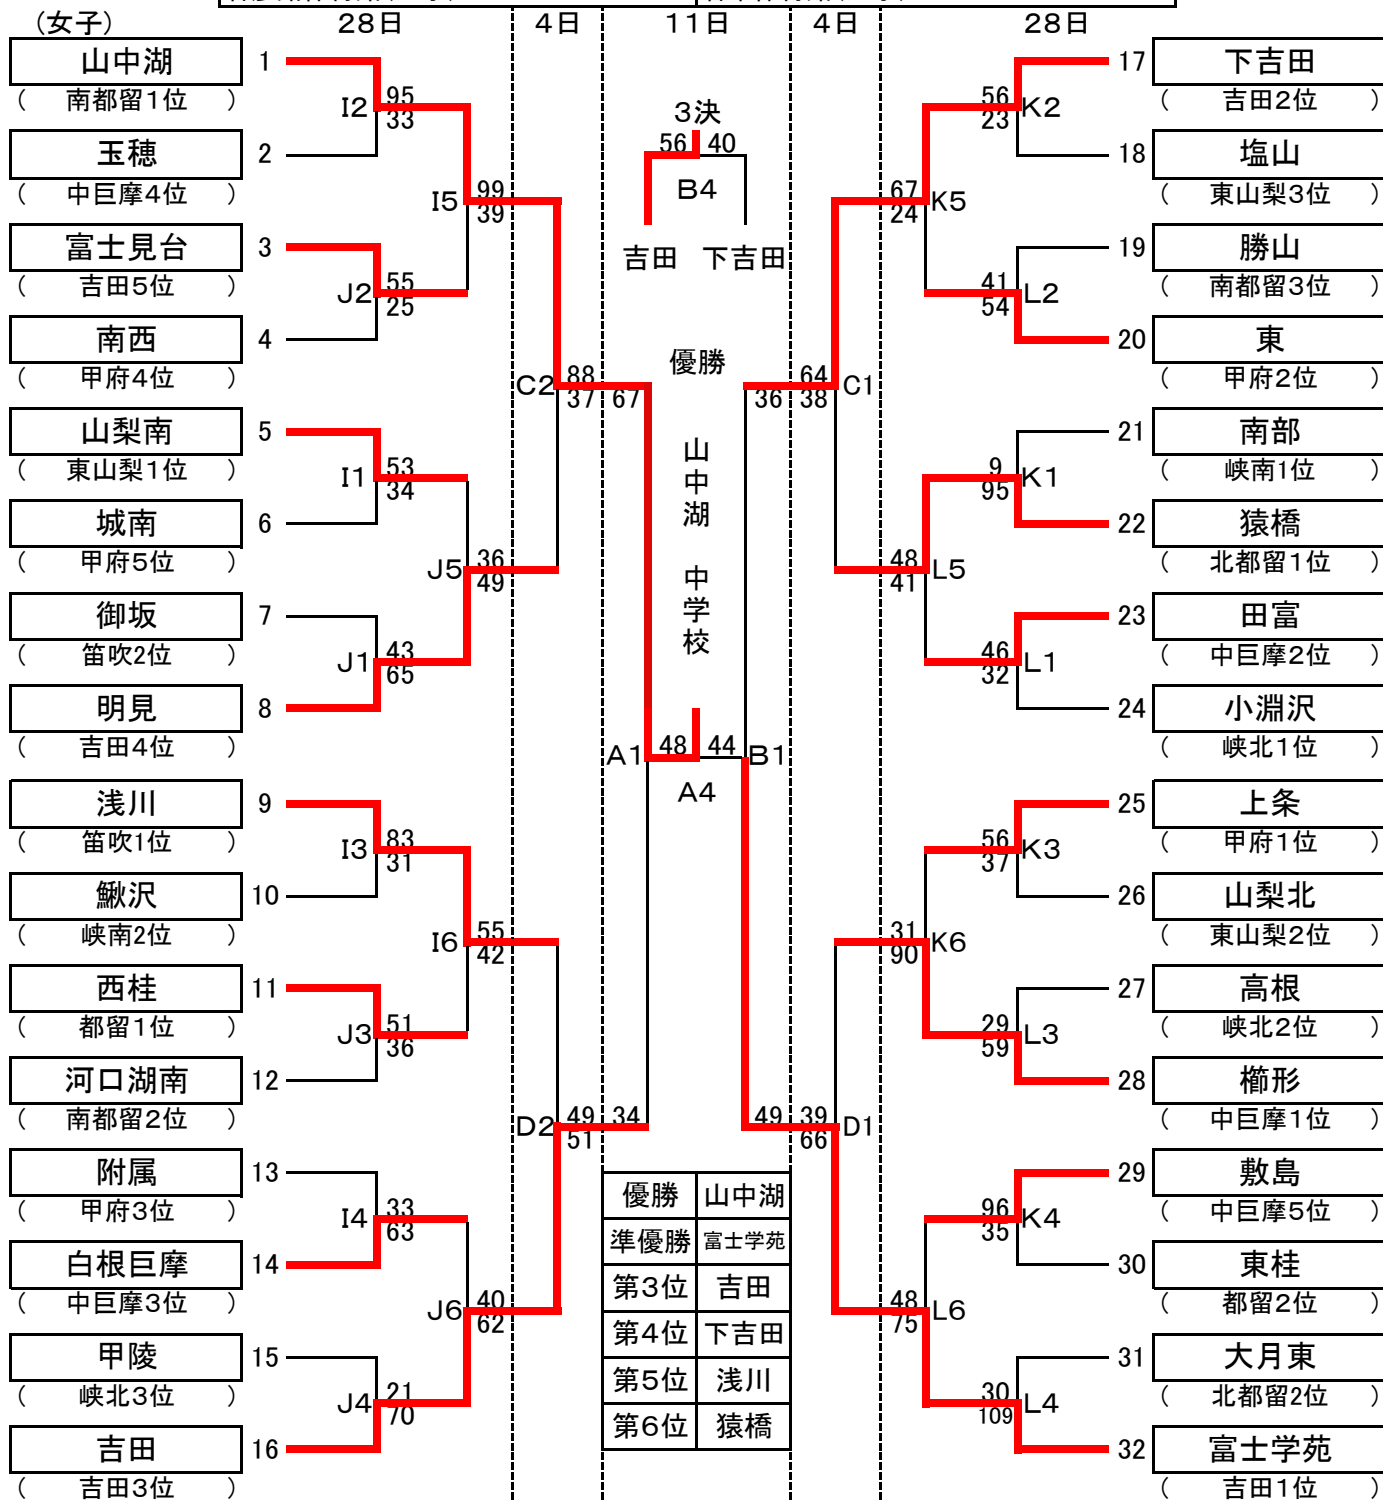 (女子)
28日 4日 11日 4日 28日
山中湖 1
( 南都留1位 )
玉穂 2
( 中巨摩4位 )
富士見台 3
( 吉田5位 )
南西 4
( 甲府4位 )
山梨南 5
( 東山梨1位 )
城南 6
( 甲府5位 )
御坂 7
( 笛吹2位 )
明見 8
( 吉田4位 )
浅川 9
( 笛吹1位 )
鰍沢 10
( 峡南2位 )
西桂 11
( 都留1位 )
河口湖南 12
( 南都留2位 )
附属 13
( 甲府3位 )
白根巨摩 14
( 中巨摩3位 )
甲陵 15
( 峡北3位 )
吉田 16
( 吉田3位 )
I2 95
33
J2 55
25
I1 53
34
J1 43
65
I3 83
31
J3 51
36
I4 33
63
J4 21
70
I5 99
39
J5 36
49
I6 55
42
J6 40
62
C2 88
37
D2 49
51
67
34
A1
3決
56 40
B4
吉田 下吉田
優勝
山中湖 中学校
48 44
A4
B1
36
49
64 C1
38
39 D1
66
67 K5
24
48 L5
41
31 K6
90
48 L6
75
56 K2
23
41 L2
54
9 K1
95
46 L1
32
56 K3
37
29 L3
59
96 K4
35
30 L4
109
17 下吉田
( 吉田2位 )
18 塩山
( 東山梨3位 )
19 勝山
( 南都留3位 )
20 東
( 甲府2位 )
21 南部
( 峡南1位 )
22 猿橋
( 北都留1位 )
23 田富
( 中巨摩2位 )
24 小淵沢
( 峡北1位 )
25 上条
( 甲府1位 )
26 山梨北
( 東山梨2位 )
27 高根
( 峡北2位 )
28 櫛形
( 中巨摩1位 )
29 敷島
( 中巨摩5位 )
30 東桂
( 都留2位 )
31 大月東
( 北都留2位 )
32 富士学苑
( 吉田1位 )
優勝 山中湖
準優勝 富士学苑
第3位 吉田
第4位 下吉田
第5位 浅川
第6位 猿橋